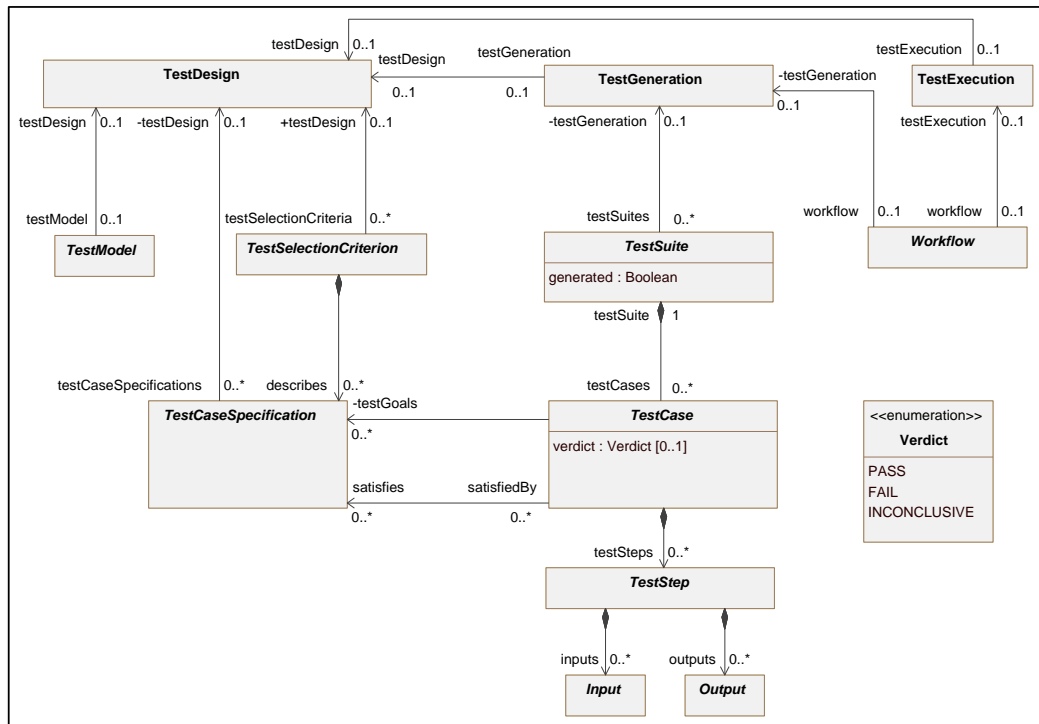 testDesign 0..1
testDesign
testGeneration
testExecution 0..1
TestDesign
0..1
0..1
TestGeneration
-testGeneration
0..1
TestExecution
testDesign 0..1
-testDesign 0..1
+testDesign 0..1
-testGeneration 0..1
testExecution 0..1
testModel 0..1
testSelectionCriteria 0..*
testSuites 0..*
workflow 0..1
workflow 0..1
TestModel
TestSelectionCriterion
TestSuite
generated : Boolean
Workflow
testSuite 1
testCaseSpecifications 0..*
describes 0..*
testCases 0..*
TestCaseSpecification
-testGoals
0..*
TestCase
verdict : Verdict [0..1]
<<enumeration>>
Verdict
PASS
FAIL
INCONCLUSIVE
satisfies
0..*
satisfiedBy
0..*
testSteps 0..*
TestStep
inputs 0..*
outputs 0..*
Input
Output